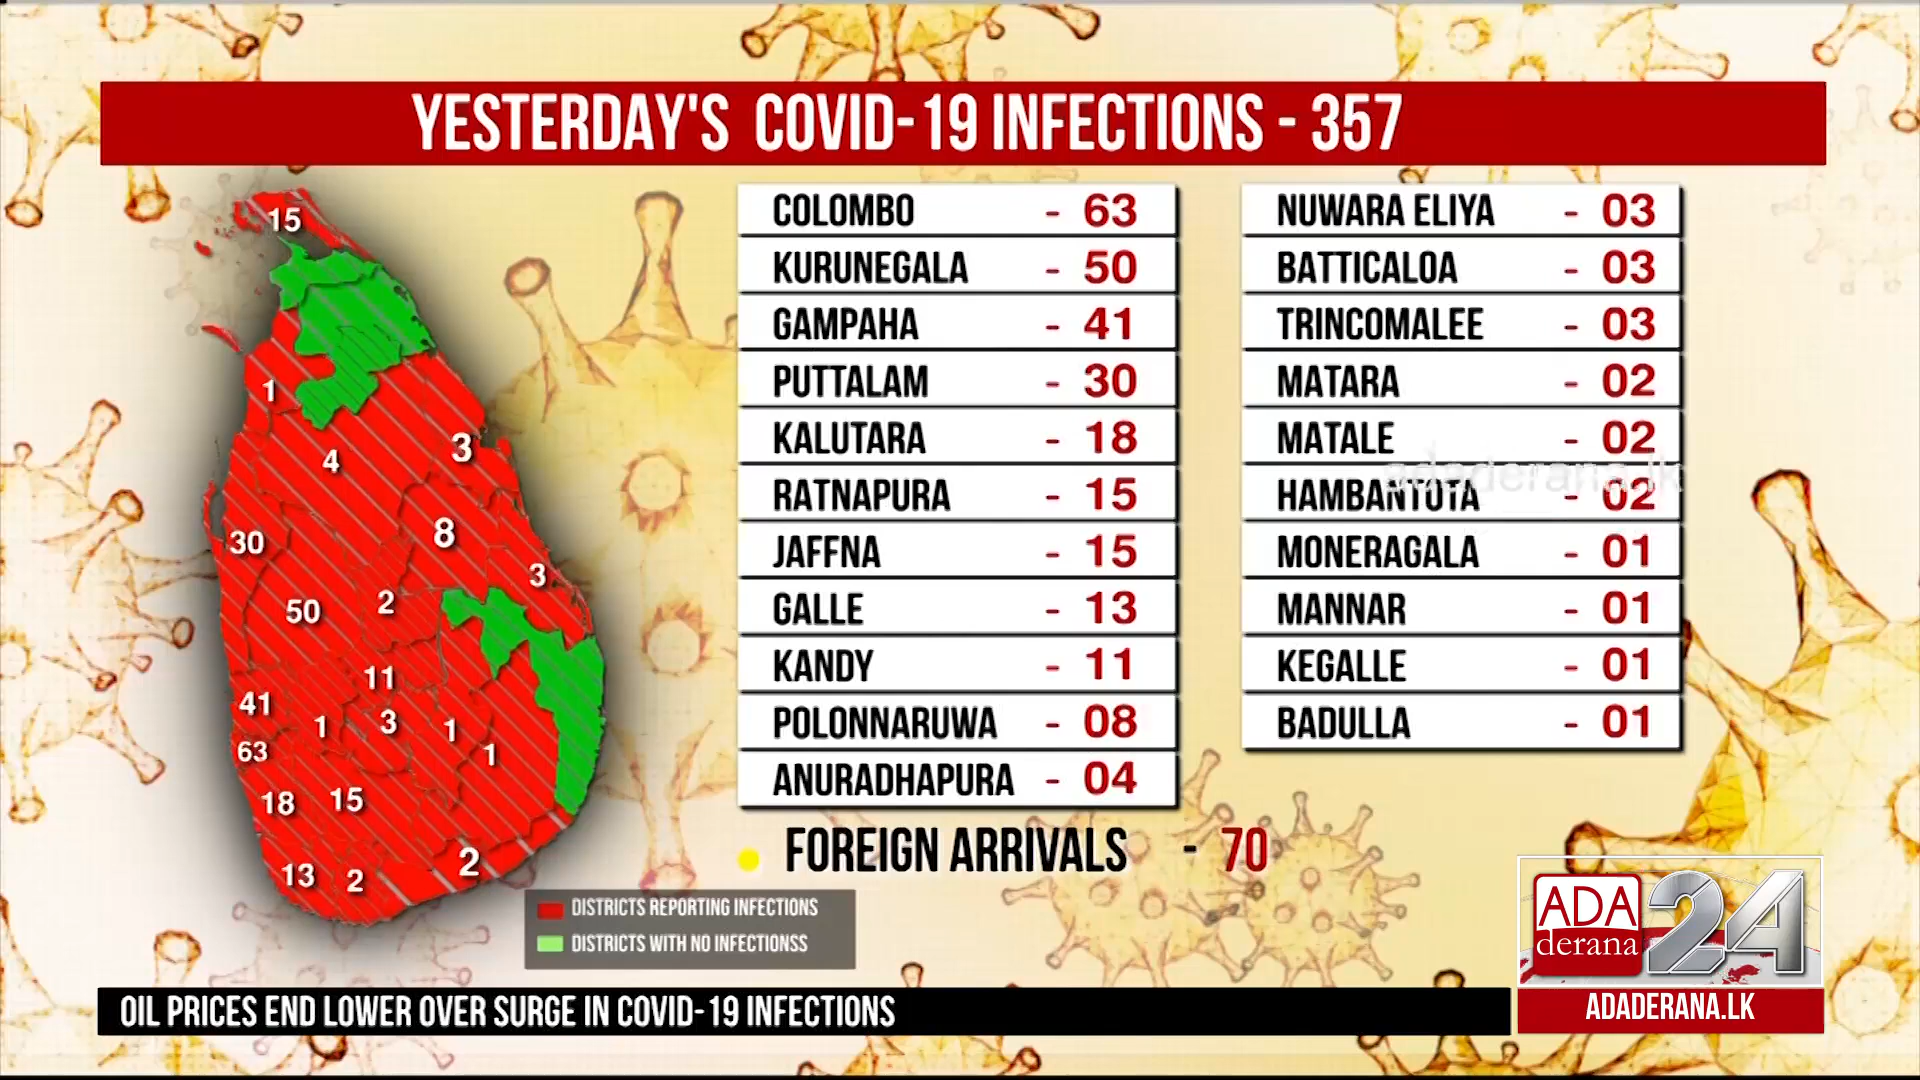 YESTERDAY'S COVID-19 INFECTIONS - 357
15
1
4
3
30
8
3
50
2
11
41
1
3
1
63
1
18
15
13
2
2
COLOMBO - 63
KURUNEGALA - 50
GAMPAHA - 41
PUTTALAM - 30
KALUTARA - 18
RATNAPURA - 15
JAFFNA - 15
GALLE - 13
KANDY - 11
POLONNARUWA - 08
ANURADHAPURA - 04
NUWARA ELIYA - 03
BATTICALOA - 03
TRINCOMALEE - 03
MATARA - 02
MATALE - 02
adaderana.lk
HAMBANTOTA - 02
MONERAGALA - 01
MANNAR - 01
KEGALLE - 01
BADULLA - 01
FOREIGN ARRIVALS - 70
DISTRICTS REPORTING INFECTIONS
DISTRICTS WITH NO INFECTIONSS
ADA
derana
24
ADADERANA.LK
OIL PRICES END LOWER OVER SURGE IN COVID-19 INFECTIONS